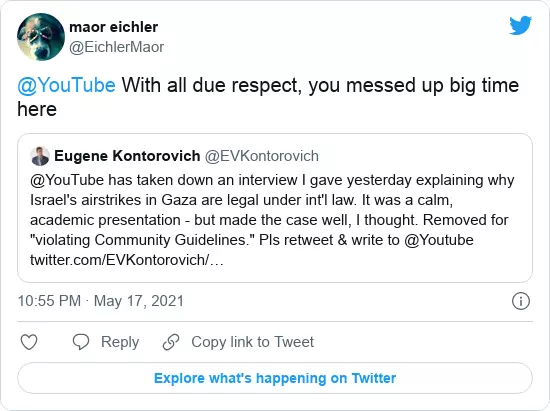 maor eichler
@EichlerMaor
@YouTube With all due respect, you messed up big time
here
Eugene Kontorovich @EVKontorovich
@YouTube has taken down an interview I gave yesterday explaining why
Israel's airstrikes in Gaza are legal under int'l law. It was a calm,
academic presentation - but made the case well, I thought. Removed for
"violating Community Guidelines." Pls retweet & write to @Youtube
twitter.com/EVKontorovich/…
10:55 PM · May 17, 2021
Reply Copy link to Tweet
Explore what's happening on Twitter